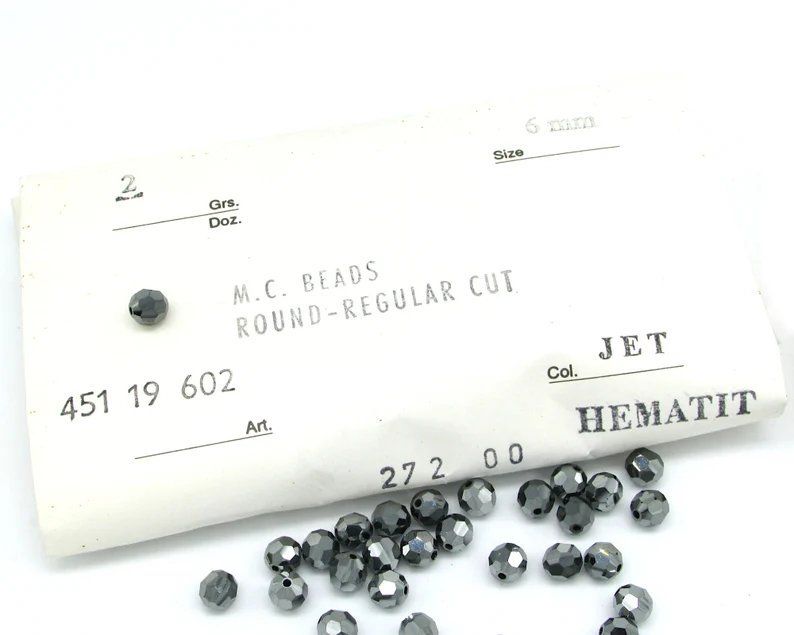 6 mm
Size
2
Grs.
Doz.
M.C. BEADS
ROUND-REGULAR CUT
JET
Col.
451 19 602
HEMATIT
Art.
272 00